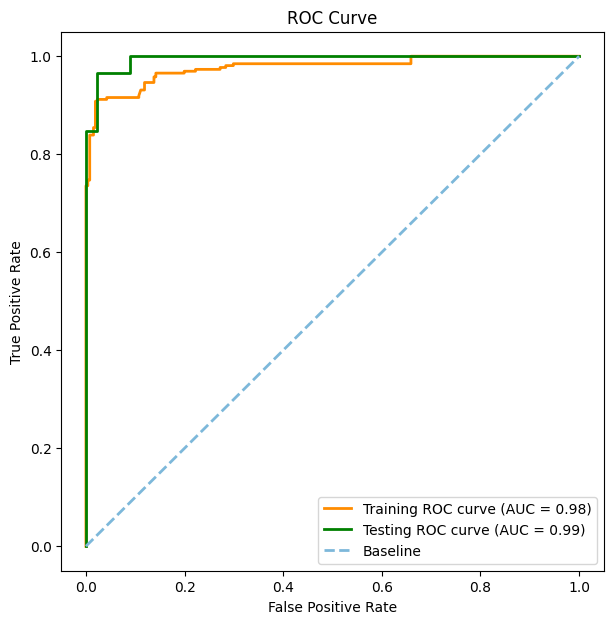 ROC Curve
True Positive Rate
1.0
0.8
0.6
0.4
0.2
0.0
Training ROC curve (AUC = 0.98)
Testing ROC curve (AUC = 0.99)
Baseline
0.0 0.2 0.4 0.6 0.8 1.0
False Positive Rate